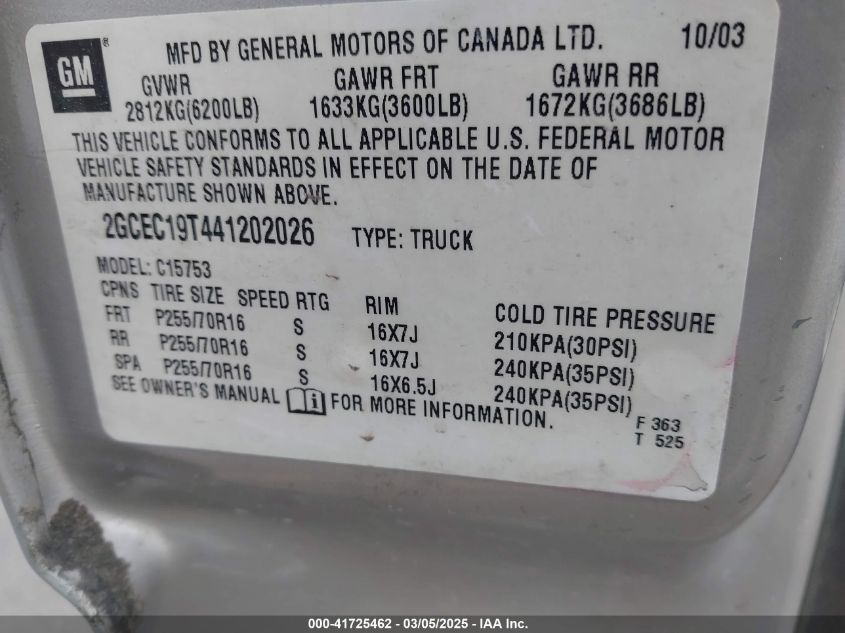 GM ® MFD BY GENERAL MOTORS OF CANADA LTD. 10/03
GVWR GAWR FRT GAWR RR
2812KG(6200LB) 1633KG(3600LB) 1672KG(3686LB)
THIS VEHICLE CONFORMS TO ALL APPLICABLE U.S. FEDERAL MOTOR
VEHICLE SAFETY STANDARDS IN EFFECT ON THE DATE OF
MANUFACTURE SHOWN ABOVE.
2GCEC19T441202026 TYPE: TRUCK
MODEL: C15753
CPNS TIRE SIZE SPEED RTG RIM COLD TIRE PRESSURE
FRT P255/70R16 S 16X7J 210KPA(30PSI)
RR P255/70R16 S 16X7J 240KPA(35PSI)
SPA P255/70R16 S 16X6.5J 240KPA(35PSI)
SEE OWNER'S MANUAL i FOR MORE INFORMATION.
F 363
T 525
000-41725462 - 03/05/2025 - IAA Inc.